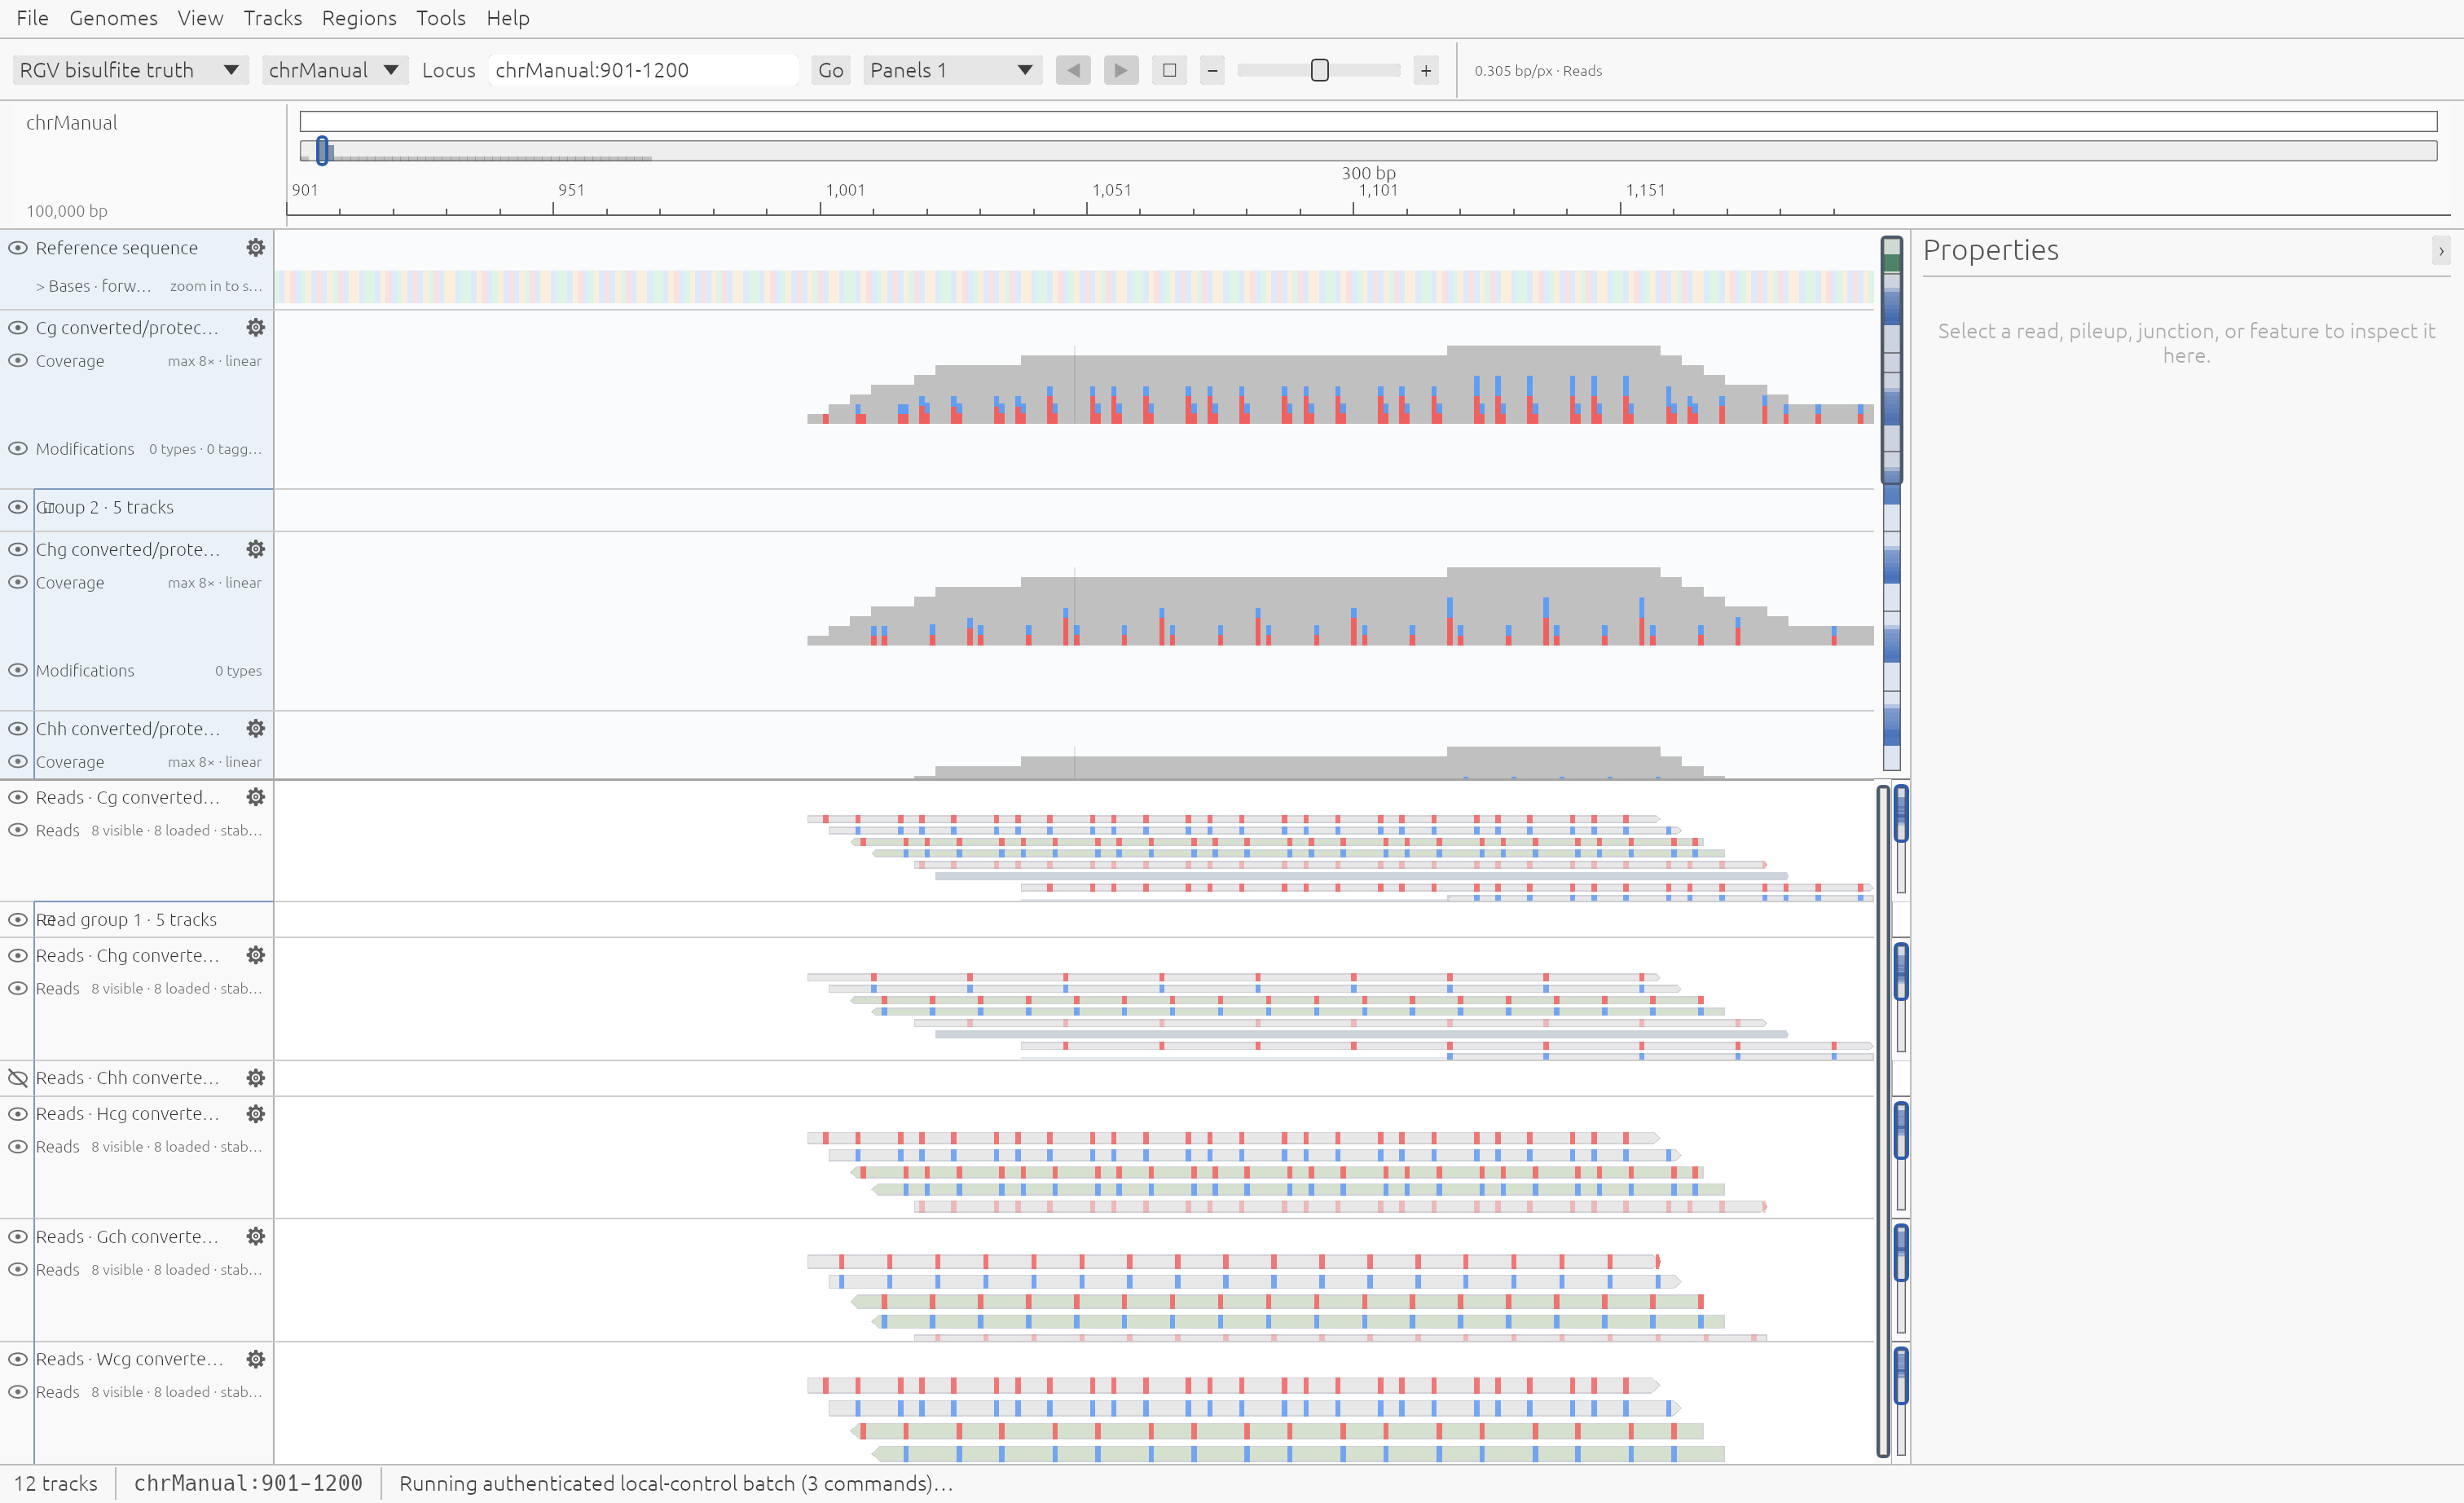 File Genomes View Tracks Regions Tools Help
RGV bisulfite truth chrManual Locus chrManual:901-1200 Go Panels 1 − + 0.305 bp/px · Reads
chrManual
300 bp
901 951 1,001 1,051 1,101 1,151
100,000 bp
Reference sequence
> Bases · forw… zoom in to s…
Properties ›
Select a read, pileup, junction, or feature to inspect it
here.
Cg converted/protec…
Coverage max 8× · linear
Modifications 0 types · 0 tagg…
Group 2 · 5 tracks
Chg converted/prote…
Coverage max 8× · linear
Modifications 0 types
Chh converted/prote…
Coverage max 8× · linear
Reads · Cg converted…
Reads 8 visible · 8 loaded · stab…
Read group 1 · 5 tracks
Reads · Chg converte…
Reads 8 visible · 8 loaded · stab…
Reads · Chh converte…
Reads · Hcg converte…
Reads 8 visible · 8 loaded · stab…
Reads · Gch converte…
Reads 8 visible · 8 loaded · stab…
Reads · Wcg converte…
Reads 8 visible · 8 loaded · stab…
12 tracks chrManual:901-1200 Running authenticated local-control batch (3 commands)…